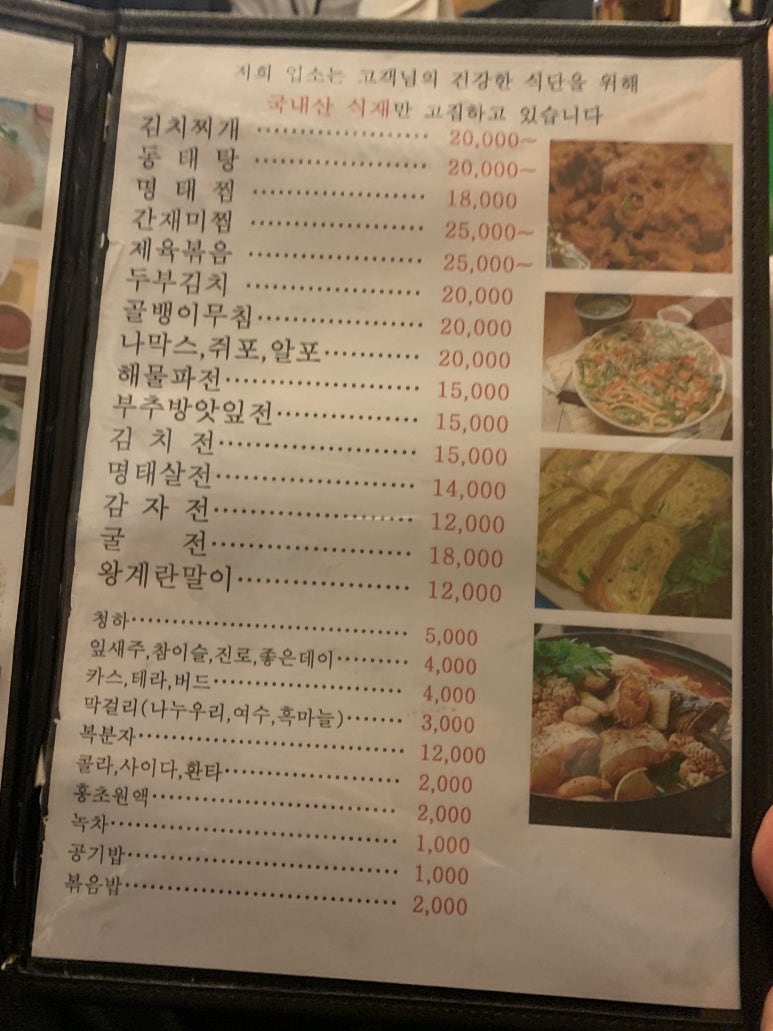 저희 업소는 고객님의 건강한 식단을 위해
국내산 식재만 고집하고 있습니다
김치찌개 20,000~
동태탕 20,000~
명태찜 18,000
간재미찜 25,000~
제육볶음 25,000~
두부김치 20,000
골뱅이무침 20,000
나막스,쥐포,알포 20,000
해물파전 15,000
부추방앗잎전 15,000
김치전 15,000
명태살전 14,000
감자전 12,000
굴전 18,000
왕계란말이 12,000
청하 5,000
잎새주,참이슬,진로,좋은데이 4,000
카스,테라,버드 4,000
막걸리(나누우리,여수,흑마늘) 3,000
복분자 12,000
콜라,사이다,환타 2,000
홍초원액 2,000
녹차 1,000
공기밥 1,000
볶음밥 2,000